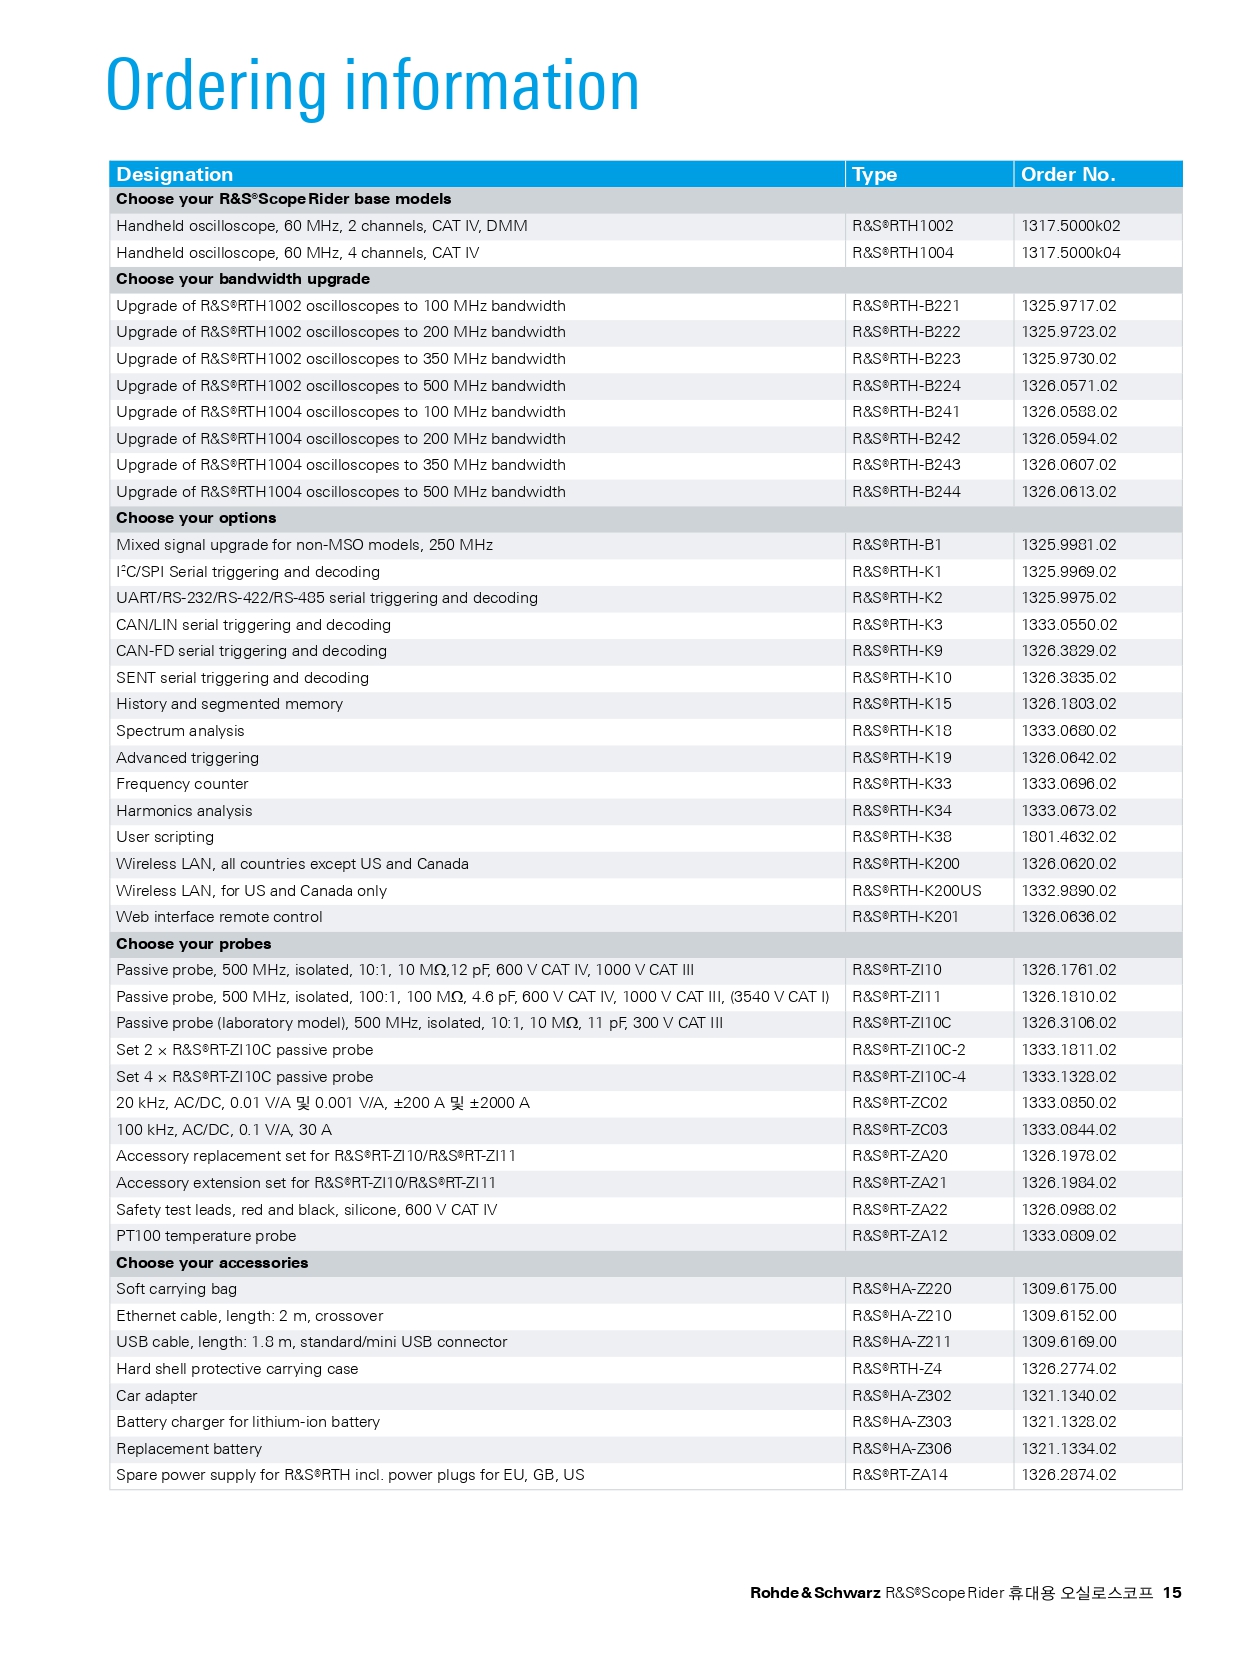 Ordering information
Designation Type Order No.
Choose your R&S®Scope Rider base models
Handheld oscilloscope, 60 MHz, 2 channels, CAT IV, DMM R&S®RTH1002 1317.5000k02
Handheld oscilloscope, 60 MHz, 4 channels, CAT IV R&S®RTH1004 1317.5000k04
Choose your bandwidth upgrade
Upgrade of R&S®RTH1002 oscilloscopes to 100 MHz bandwidth R&S®RTH-B221 1325.9717.02
Upgrade of R&S®RTH1002 oscilloscopes to 200 MHz bandwidth R&S®RTH-B222 1325.9723.02
Upgrade of R&S®RTH1002 oscilloscopes to 350 MHz bandwidth R&S®RTH-B223 1325.9730.02
Upgrade of R&S®RTH1002 oscilloscopes to 500 MHz bandwidth R&S®RTH-B224 1326.0571.02
Upgrade of R&S®RTH1004 oscilloscopes to 100 MHz bandwidth R&S®RTH-B241 1326.0588.02
Upgrade of R&S®RTH1004 oscilloscopes to 200 MHz bandwidth R&S®RTH-B242 1326.0594.02
Upgrade of R&S®RTH1004 oscilloscopes to 350 MHz bandwidth R&S®RTH-B243 1326.0607.02
Upgrade of R&S®RTH1004 oscilloscopes to 500 MHz bandwidth R&S®RTH-B244 1326.0613.02
Choose your options
Mixed signal upgrade for non-MSO models, 250 MHz R&S®RTH-B1 1325.9981.02
I²C/SPI Serial triggering and decoding R&S®RTH-K1 1325.9969.02
UART/RS-232/RS-422/RS-485 serial triggering and decoding R&S®RTH-K2 1325.9975.02
CAN/LIN serial triggering and decoding R&S®RTH-K3 1333.0550.02
CAN-FD serial triggering and decoding R&S®RTH-K9 1326.3829.02
SENT serial triggering and decoding R&S®RTH-K10 1326.3835.02
History and segmented memory R&S®RTH-K15 1326.1803.02
Spectrum analysis R&S®RTH-K18 1333.0680.02
Advanced triggering R&S®RTH-K19 1326.0642.02
Frequency counter R&S®RTH-K33 1333.0696.02
Harmonics analysis R&S®RTH-K34 1333.0673.02
User scripting R&S®RTH-K38 1801.4632.02
Wireless LAN, all countries except US and Canada R&S®RTH-K200 1326.0620.02
Wireless LAN, for US and Canada only R&S®RTH-K200US 1332.9890.02
Web interface remote control R&S®RTH-K201 1326.0636.02
Choose your probes
Passive probe, 500 MHz, isolated, 10:1, 10 MΩ,12 pF, 600 V CAT IV, 1000 V CAT III R&S®RT-ZI10 1326.1761.02
Passive probe, 500 MHz, isolated, 100:1, 100 MΩ, 4.6 pF, 600 V CAT IV, 1000 V CAT III, (3540 V CAT I) R&S®RT-ZI11 1326.1810.02
Passive probe (laboratory model), 500 MHz, isolated, 10:1, 10 MΩ, 11 pF, 300 V CAT III R&S®RT-ZI10C 1326.3106.02
Set 2 × R&S®RT-ZI10C passive probe R&S®RT-ZI10C-2 1333.1811.02
Set 4 × R&S®RT-ZI10C passive probe R&S®RT-ZI10C-4 1333.1328.02
20 kHz, AC/DC, 0.01 V/A 및 0.001 V/A, ±200 A 및 ±2000 A R&S®RT-ZC02 1333.0850.02
100 kHz, AC/DC, 0.1 V/A, 30 A R&S®RT-ZC03 1333.0844.02
Accessory replacement set for R&S®RT-ZI10/R&S®RT-ZI11 R&S®RT-ZA20 1326.1978.02
Accessory extension set for R&S®RT-ZI10/R&S®RT-ZI11 R&S®RT-ZA21 1326.1984.02
Safety test leads, red and black, silicone, 600 V CAT IV R&S®RT-ZA22 1326.0988.02
PT100 temperature probe R&S®RT-ZA12 1333.0809.02
Choose your accessories
Soft carrying bag R&S®HA-Z220 1309.6175.00
Ethernet cable, length: 2 m, crossover R&S®HA-Z210 1309.6152.00
USB cable, length: 1.8 m, standard/mini USB connector R&S®HA-Z211 1309.6169.00
Hard shell protective carrying case R&S®RTH-Z4 1326.2774.02
Car adapter R&S®HA-Z302 1321.1340.02
Battery charger for lithium-ion battery R&S®HA-Z303 1321.1328.02
Replacement battery R&S®HA-Z306 1321.1334.02
Spare power supply for R&S®RTH incl. power plugs for EU, GB, US R&S®RT-ZA14 1326.2874.02
Rohde & Schwarz R&S®Scope Rider 휴대용 오실로스코프 15